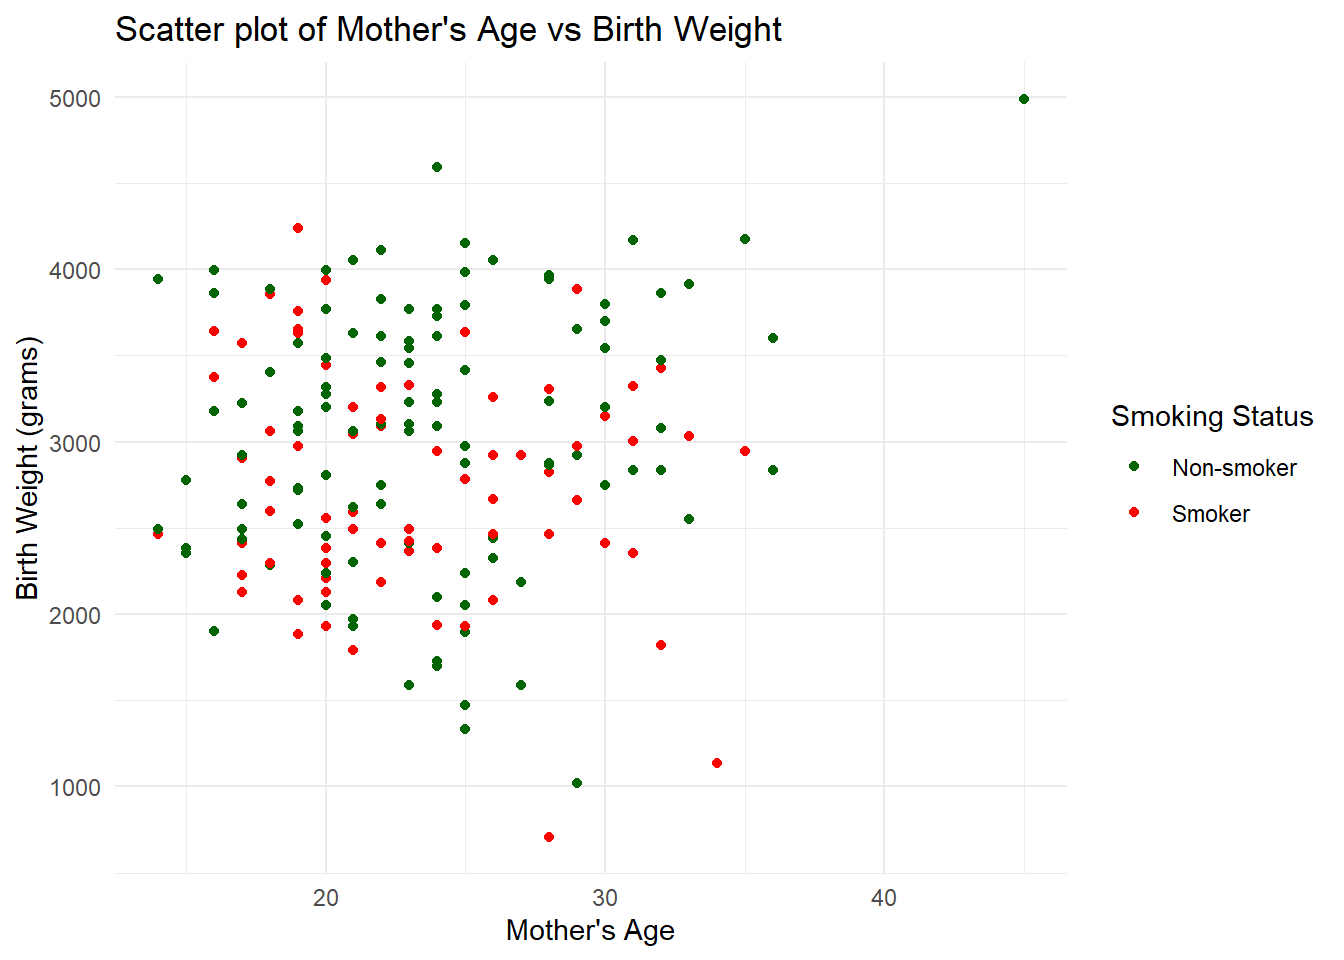 Scatter plot of Mother's Age vs Birth Weight
5000
4000
3000
2000
1000
Birth Weight (grams)
20 30 40
Mother's Age
Smoking Status
Non-smoker
Smoker